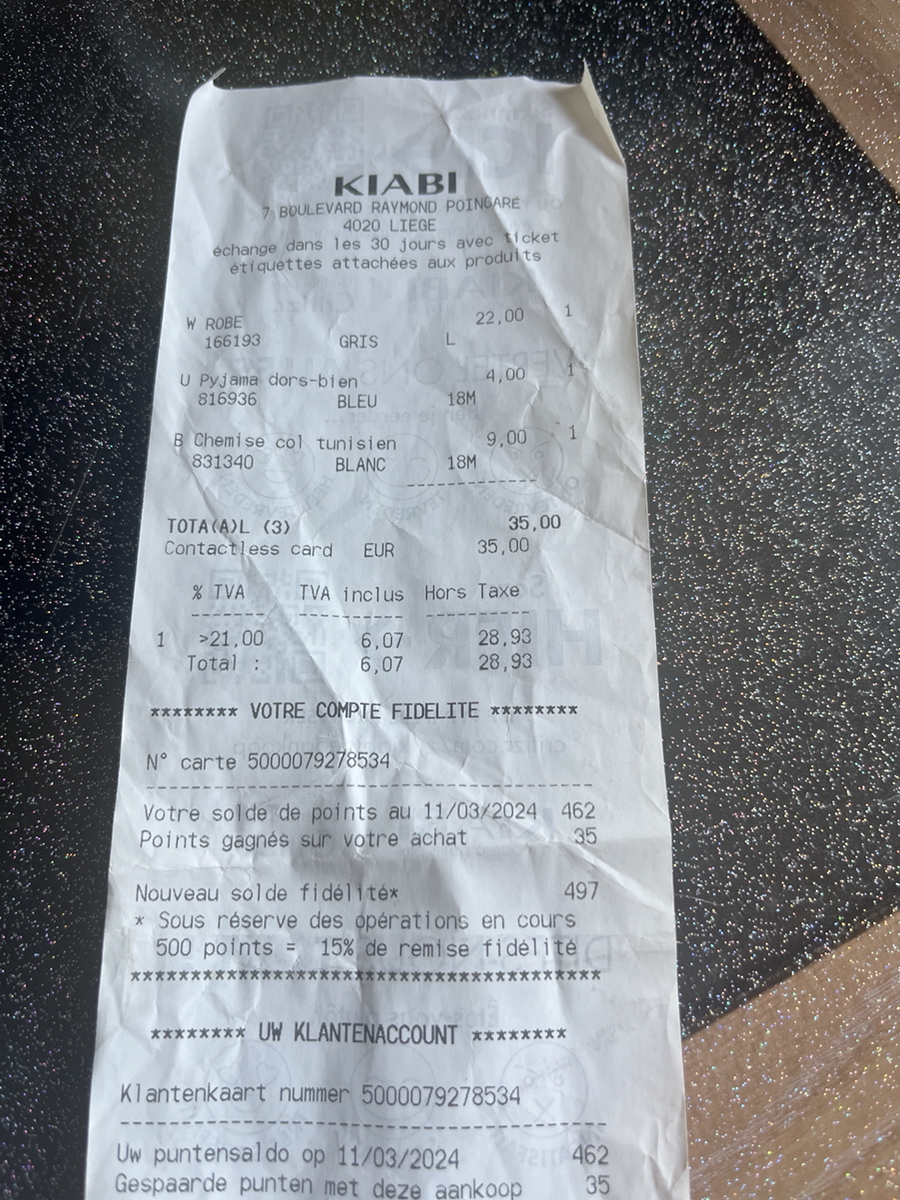 KIABI
7 BOULEVARD RAYMOND POINCARE
4020 LIEGE
échange dans les 30 jours avec ticket
étiquettes attachées aux produits
W ROBE 22,00 1
166193 GRIS L
U Pyjama dors-bien 4,00 1
816936 BLEU 18M
B Chemise col tunisien 9,00 1
831340 BLANC 18M
--------------
TOTA(A)L (3) 35,00
Contactless card EUR 35,00
% TVA TVA inclus Hors Taxe
-------- ------------ ------------
1 >21,00 6,07 28,93
Total : 6,07 28,93
******** VOTRE COMPTE FIDELITE ********
N° carte 5000079278534
----------------------------------------
Votre solde de points au 11/03/2024 462
Points gagnés sur votre achat 35
Nouveau solde fidélité* 497
* Sous réserve des opérations en cours
500 points = 15% de remise fidélité
*****************************************
******** UW KLANTENACCOUNT ********
Klantenkaart nummer 5000079278534
----------------------------------------
Uw puntensaldo op 11/03/2024 462
Gespaarde punten met deze aankoop 35